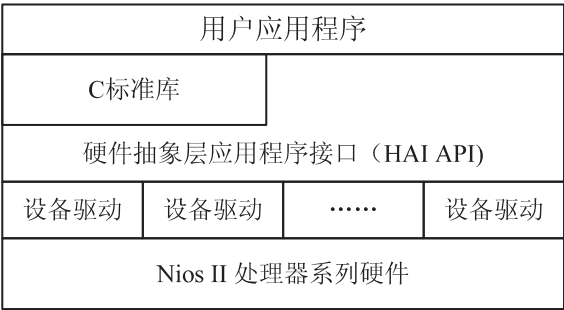 用户应用程序
C标准库
硬件抽象层应用程序接口（HAI API)
设备驱动 设备驱动 …… 设备驱动
Nios II 处理器系列硬件